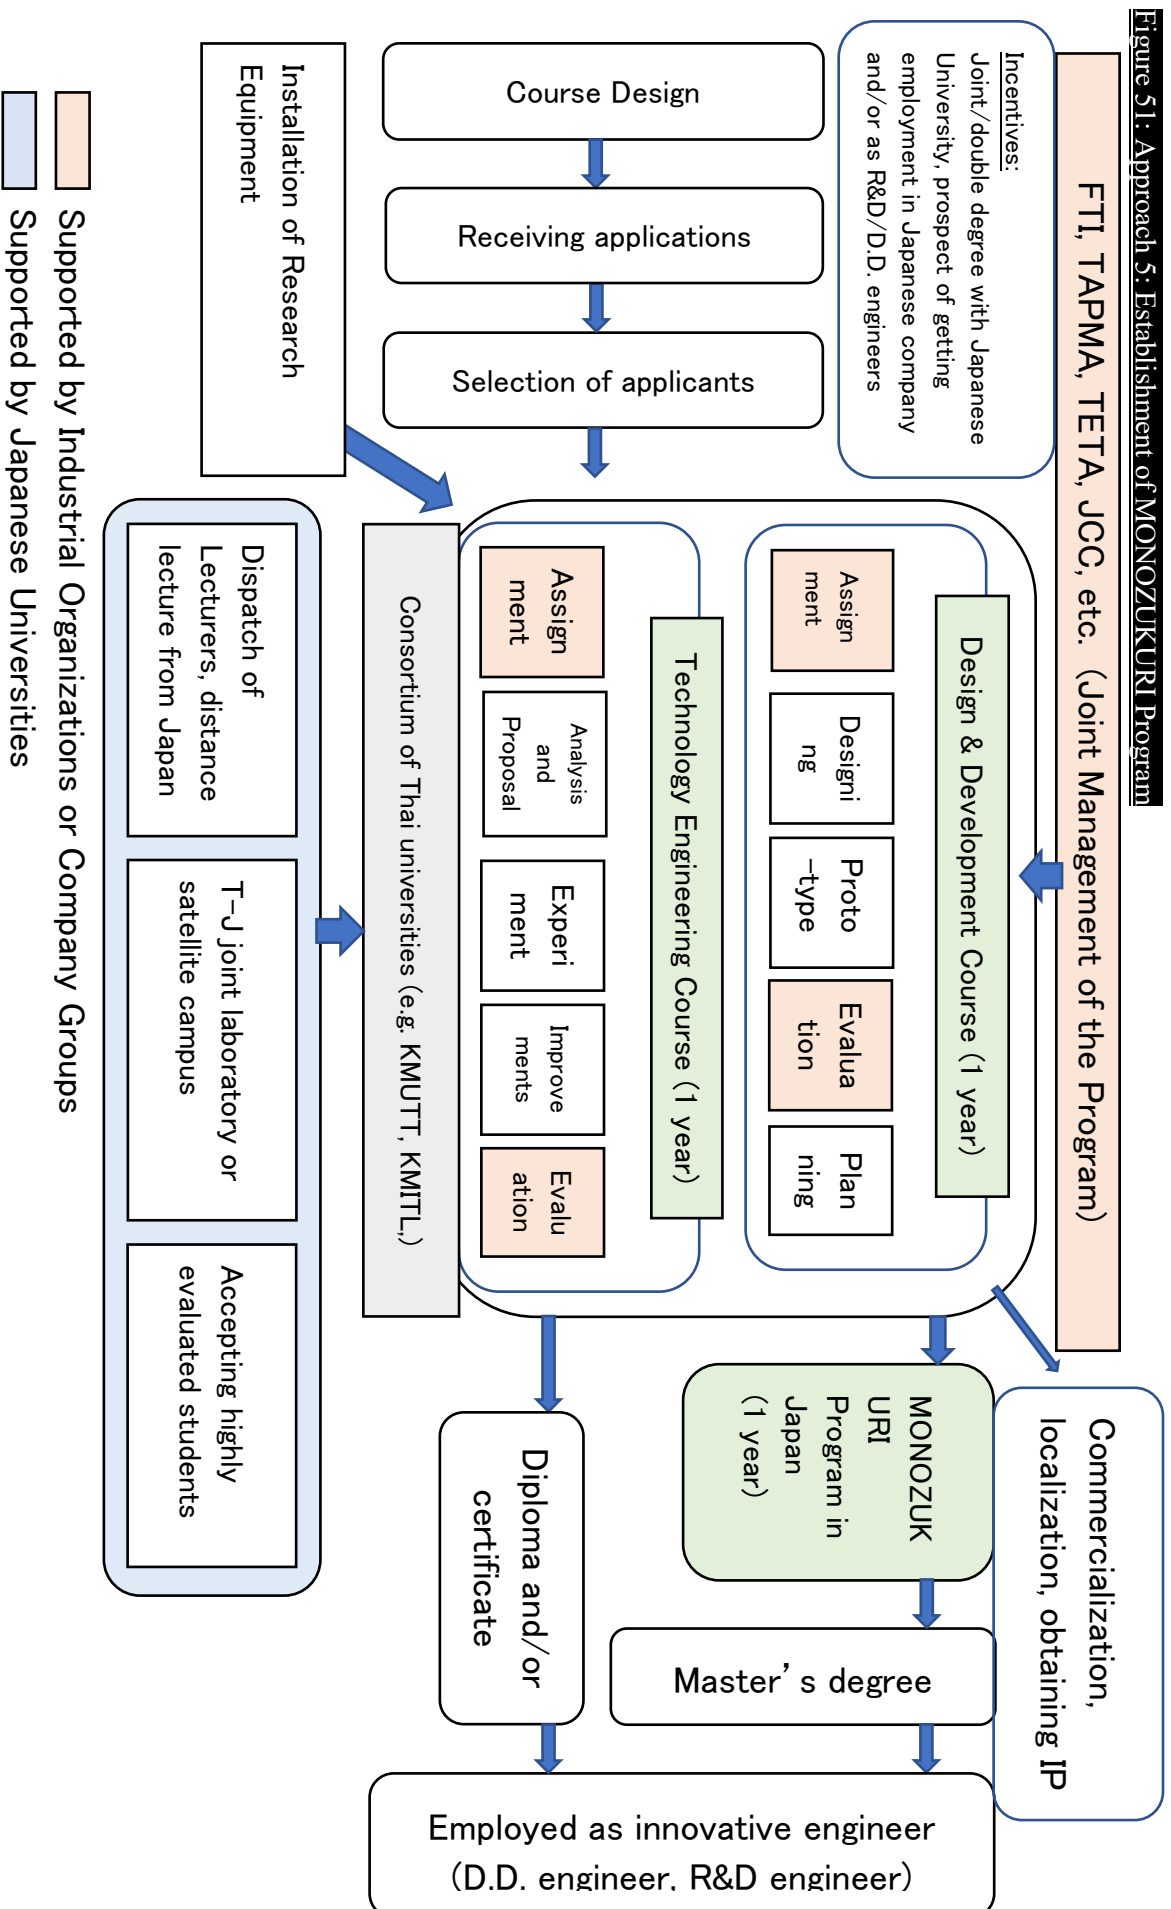 Figure 51: Approach 5: Establishment of MONOZUKURI Program
FTI, TAPMA, TETA, JCC, etc. (Joint Management of the Program)
Incentives:
Joint/double degree with Japanese
University, prospect of getting
employment in Japanese company
and/or as R&D/D.D. engineers
Course Design
Receiving applications
Selection of applicants
Installation of Research
Equipment
Design & Development Course (1 year)
Assign
ment
Designi
ng
Proto
-type
Evalua
tion
Plan
ning
Technology Engineering Course (1 year)
Assign
ment
Analysis
and
Proposal
Experi
ment
Improve
ments
Evalu
ation
Consortium of Thai universities (e.g. KMUTT, KMITL,)
Dispatch of
Lecturers, distance
lecture from Japan
T-J joint laboratory or
satellite campus
Accepting highly
evaluated students
Commercialization,
localization, obtaining IP
MONOZUK
URI
Program in
Japan
(1 year)
Master's degree
Diploma and/or
certificate
Employed as innovative engineer
(D.D. engineer, R&D engineer)
Supported by Industrial Organizations or Company Groups
Supported by Japanese Universities